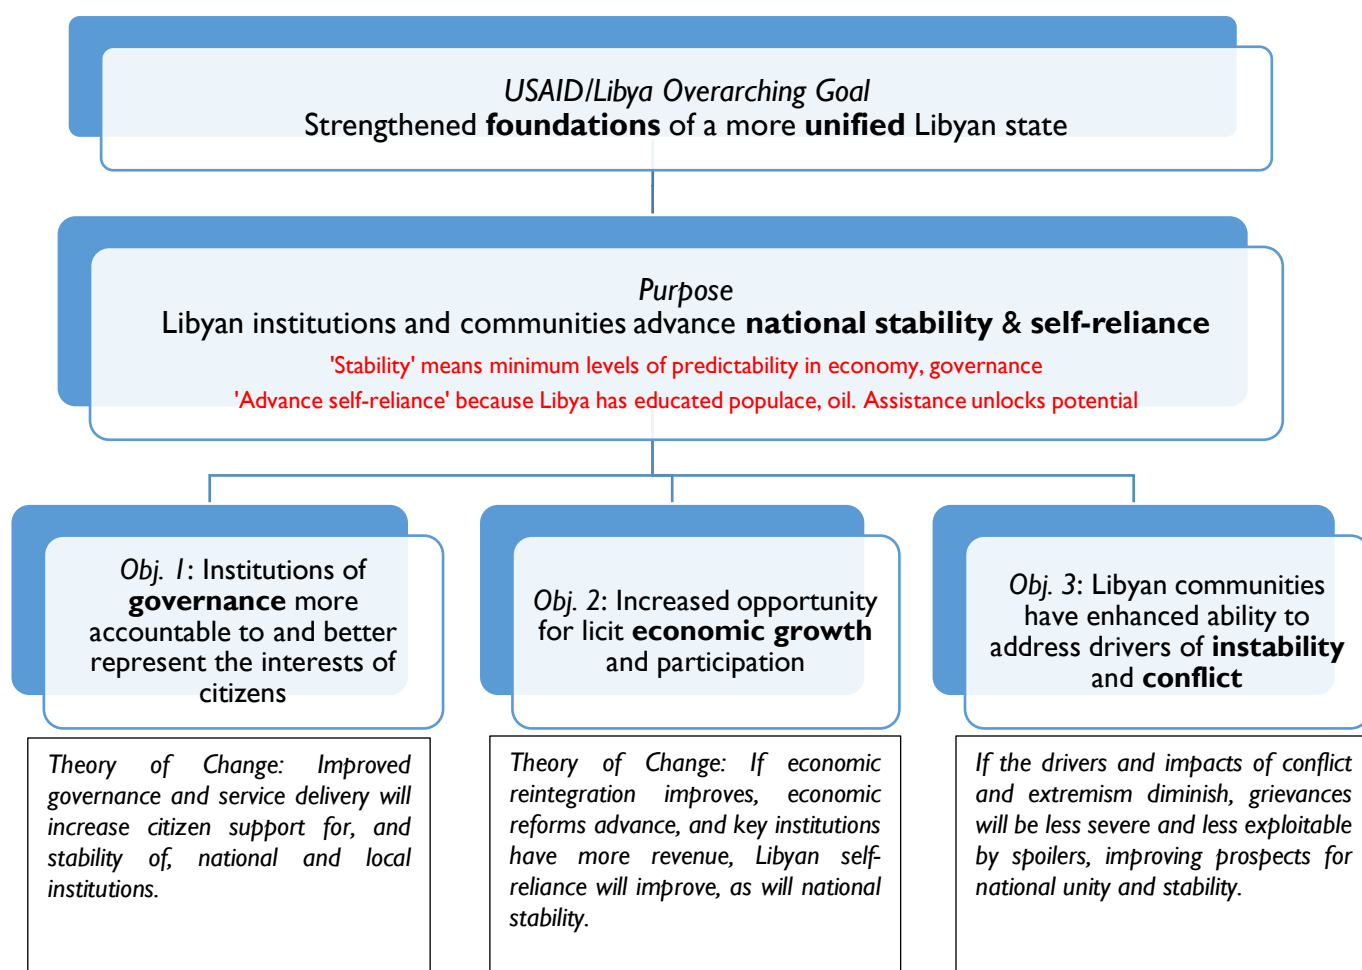 USAID/Libya Overarching Goal
Strengthened foundations of a more unified Libyan state
Purpose
Libyan institutions and communities advance national stability & self-reliance
'Stability' means minimum levels of predictability in economy, governance
'Advance self-reliance' because Libya has educated populace, oil. Assistance unlocks potential
Obj. 1: Institutions of
governance more
accountable to and better
represent the interests of
citizens
Obj. 2: Increased opportunity
for licit economic growth
and participation
Obj. 3: Libyan communities
have enhanced ability to
address drivers of instability
and conflict
Theory of Change: Improved
governance and service delivery will
increase citizen support for, and
stability of, national and local
institutions.
Theory of Change: If economic
reintegration improves, economic
reforms advance, and key institutions
have more revenue, Libyan self-
reliance will improve, as will national
stability.
If the drivers and impacts of conflict
and extremism diminish, grievances
will be less severe and less exploitable
by spoilers, improving prospects for
national unity and stability.